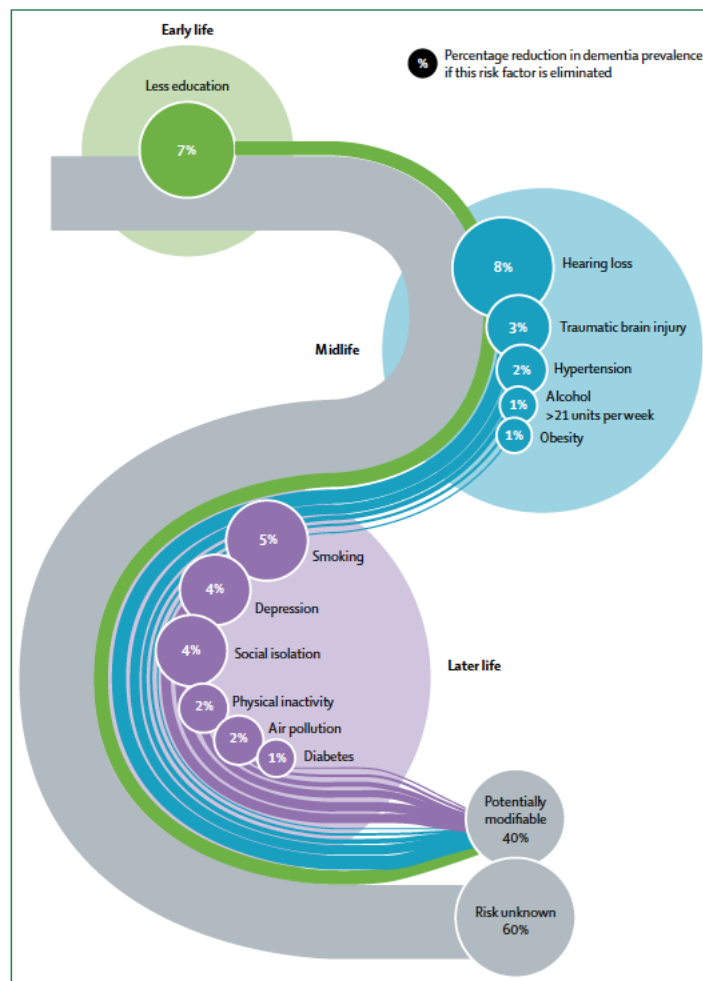 Early life
% Percentage reduction in dementia prevalence
if this risk factor is eliminated
Less education
7%
8% Hearing loss
3% Traumatic brain injury
Midlife
2% Hypertension
1% Alcohol
>21 units per week
1% Obesity
5% Smoking
4% Depression
4% Social isolation
Later life
2% Physical inactivity
2% Air pollution
1% Diabetes
Potentially
modifiable
40%
Risk unknown
60%